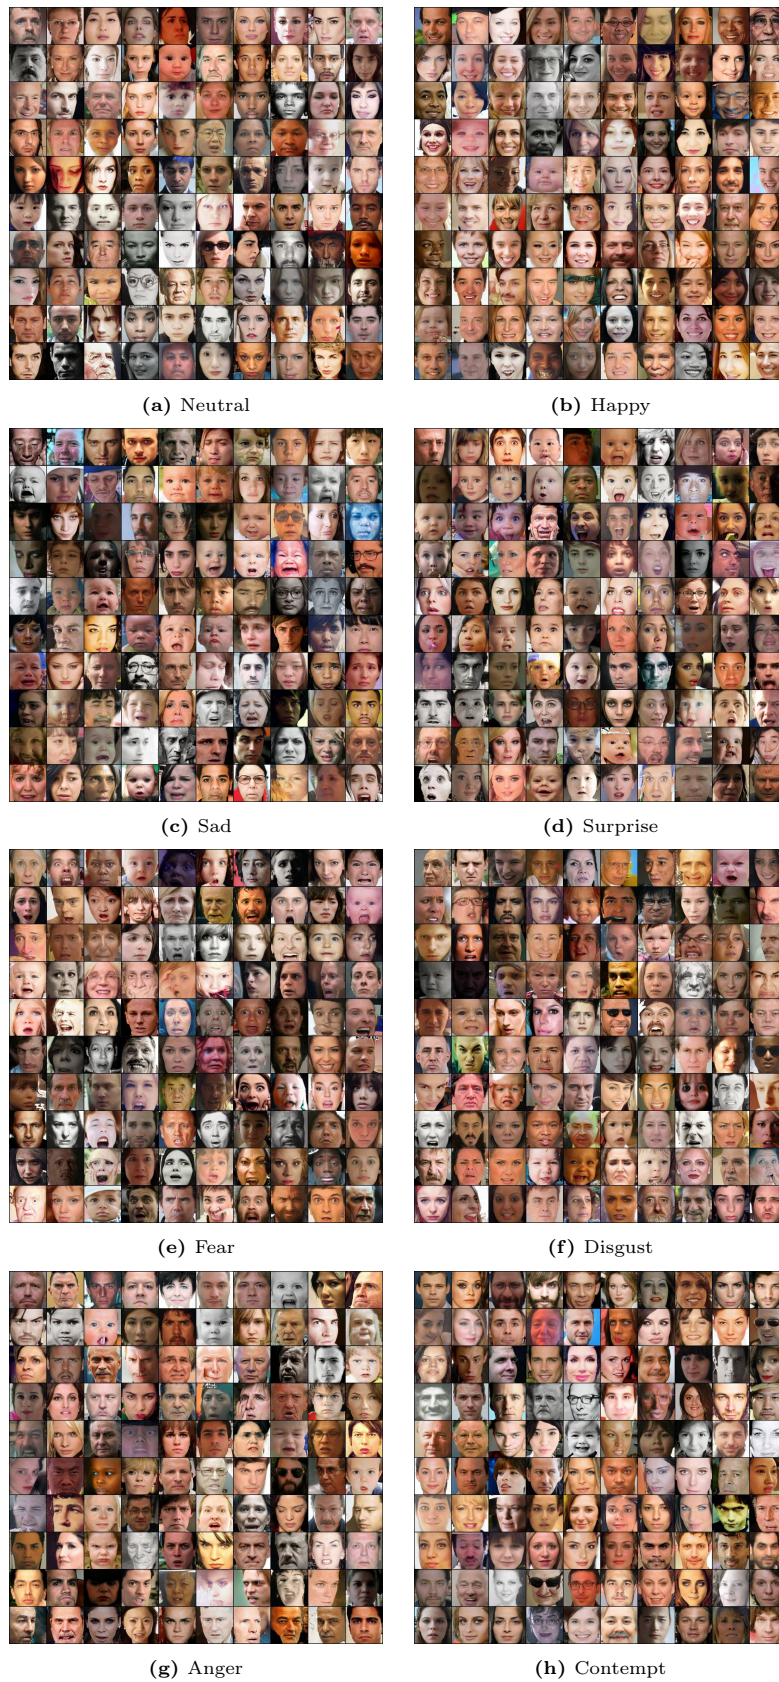 (a) Neutral
(b) Happy
(c) Sad
(d) Surprise
(e) Fear
(f) Disgust
(g) Anger
(h) Contempt